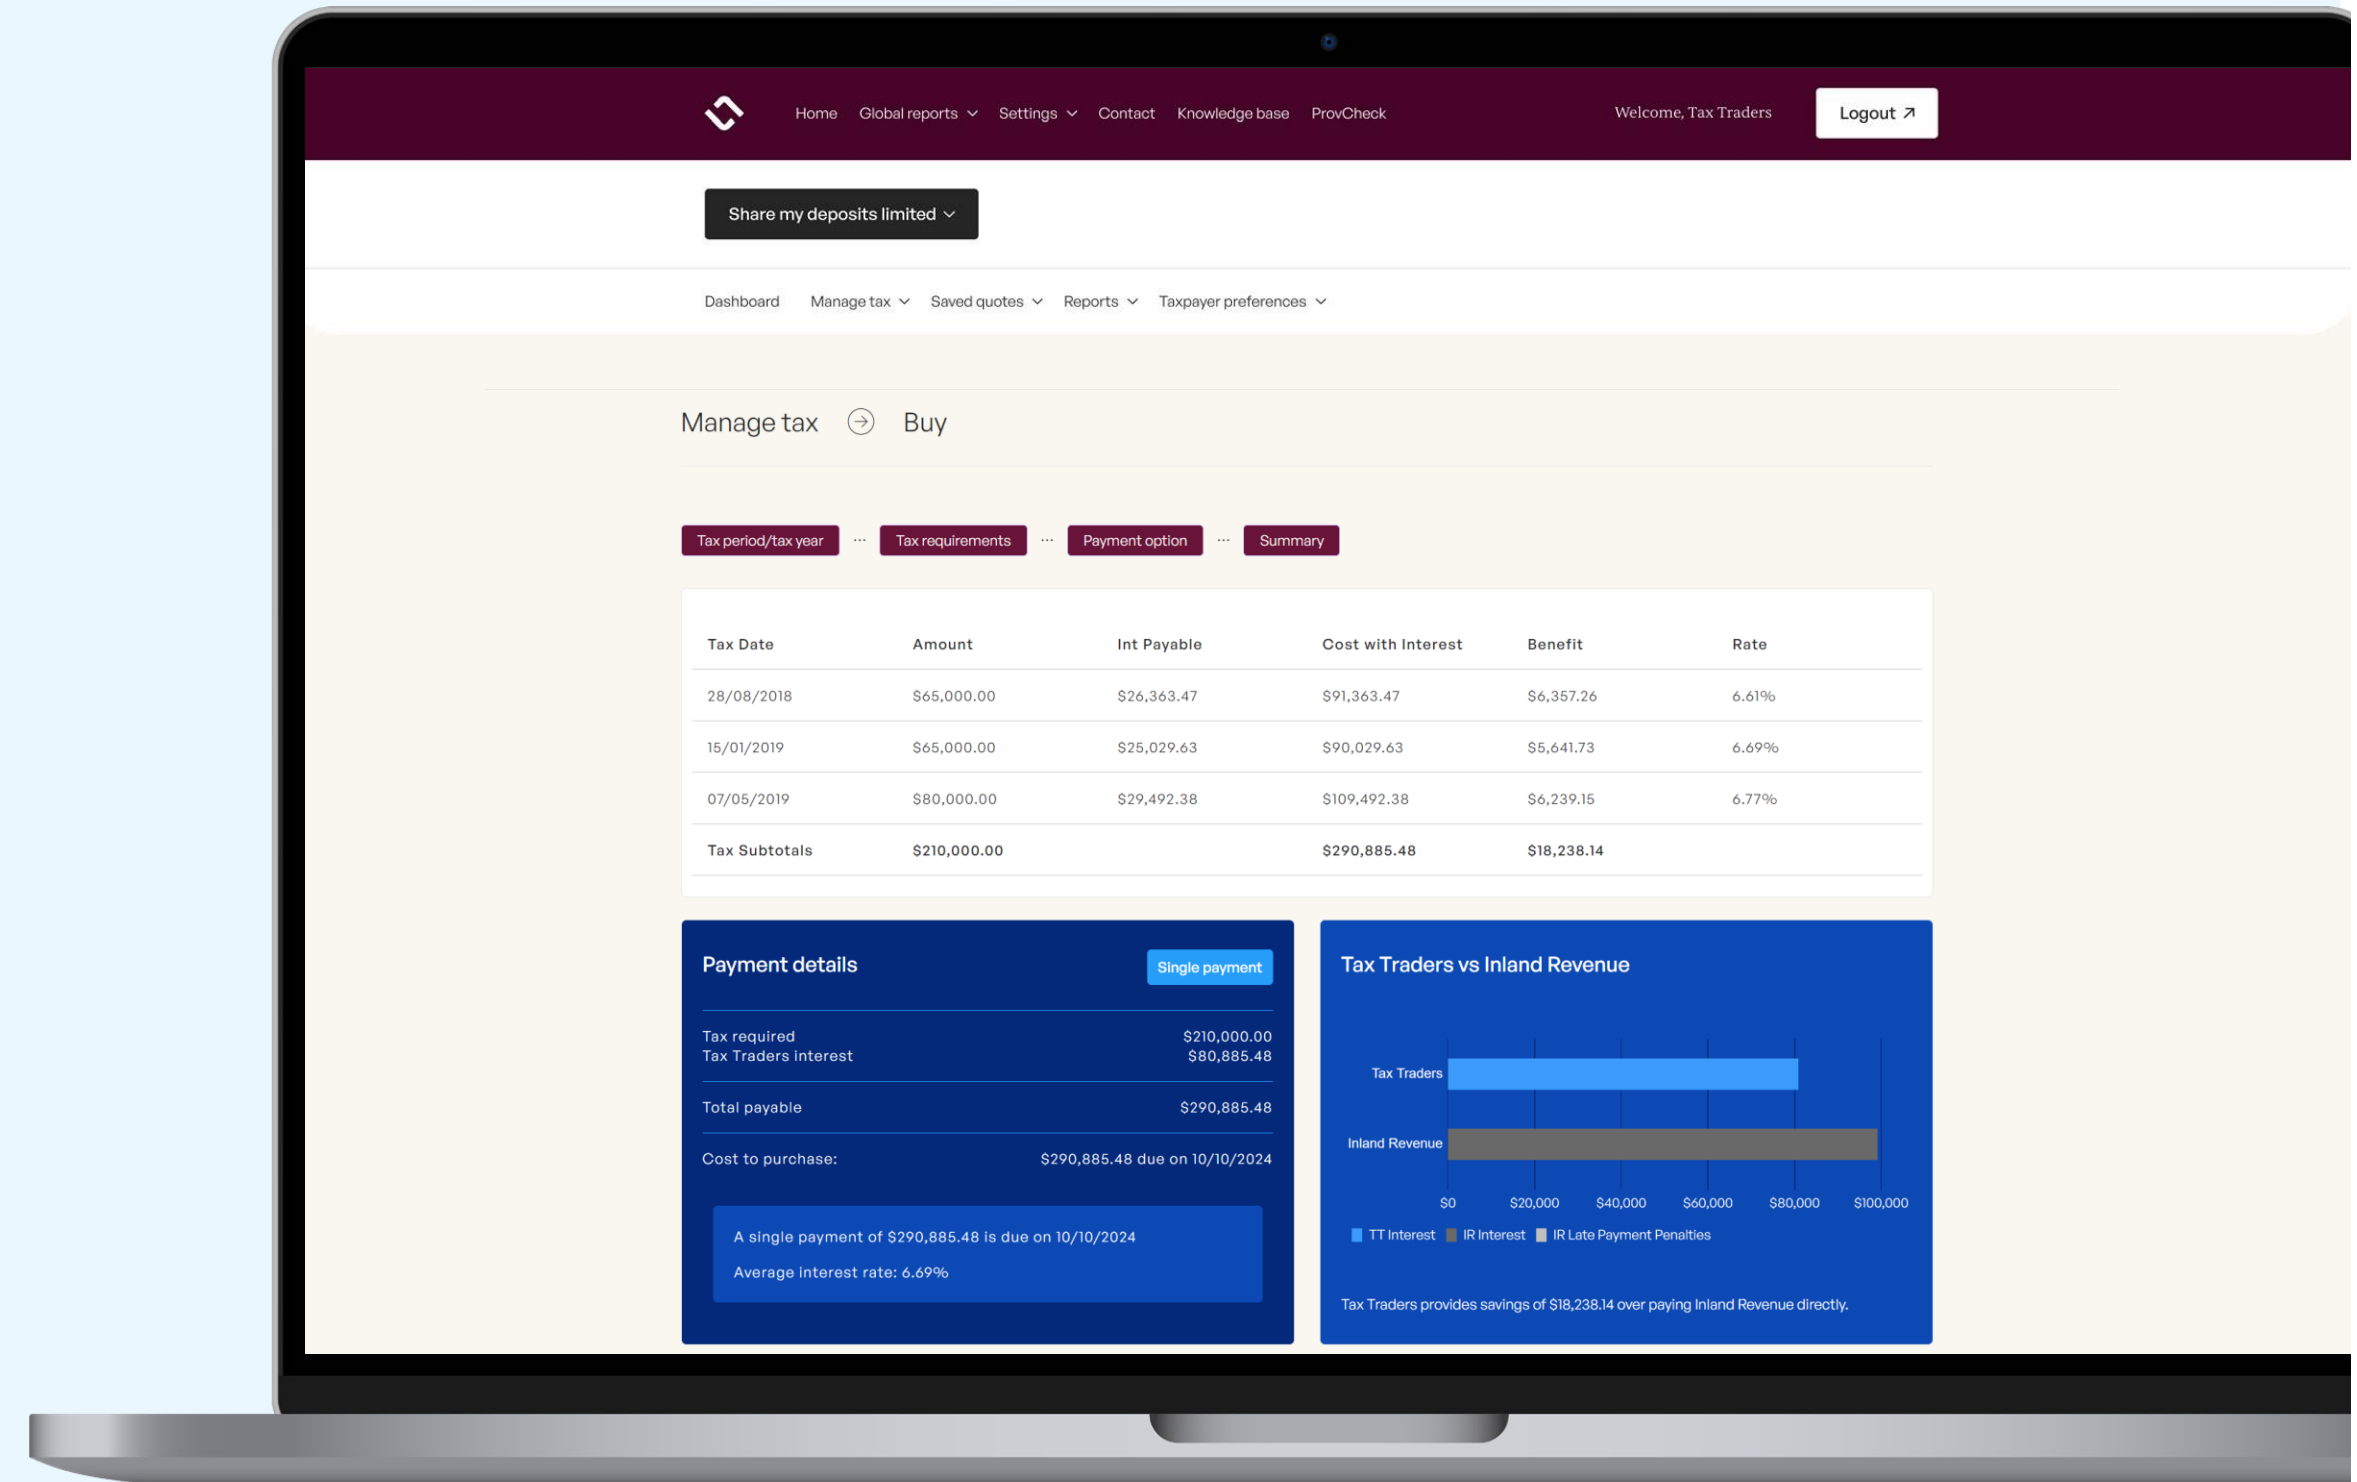 Home Global reports Settings Contact Knowledge base ProvCheck Welcome, Tax Traders Logout
Share my deposits limited
Dashboard Manage tax Saved quotes Reports Taxpayer preferences
Manage tax Buy
Tax period/tax year ... Tax requirements ... Payment option ... Summary
Tax Date Amount Int Payable Cost with Interest Benefit Rate
28/08/2018 $65,000.00 $26,363.47 $91,363.47 $6,357.26 6.61%
15/01/2019 $65,000.00 $25,029.63 $90,029.63 $5,641.73 6.69%
07/05/2019 $80,000.00 $29,492.38 $109,492.38 $6,239.15 6.77%
Tax Subtotals $210,000.00 $290,885.48 $18,238.14
Payment details Single payment
Tax required $210,000.00
Tax Traders interest $80,885.48
Total payable $290,885.48
Cost to purchase: $290,885.48 due on 10/10/2024
A single payment of $290,885.48 is due on 10/10/2024
Average interest rate: 6.69%
Tax Traders vs Inland Revenue
Tax Traders
Inland Revenue
$0 $20,000 $40,000 $60,000 $80,000 $100,000
TT Interest IR Interest IR Late Payment Penalties
Tax Traders provides savings of $18,238.14 over paying Inland Revenue directly.